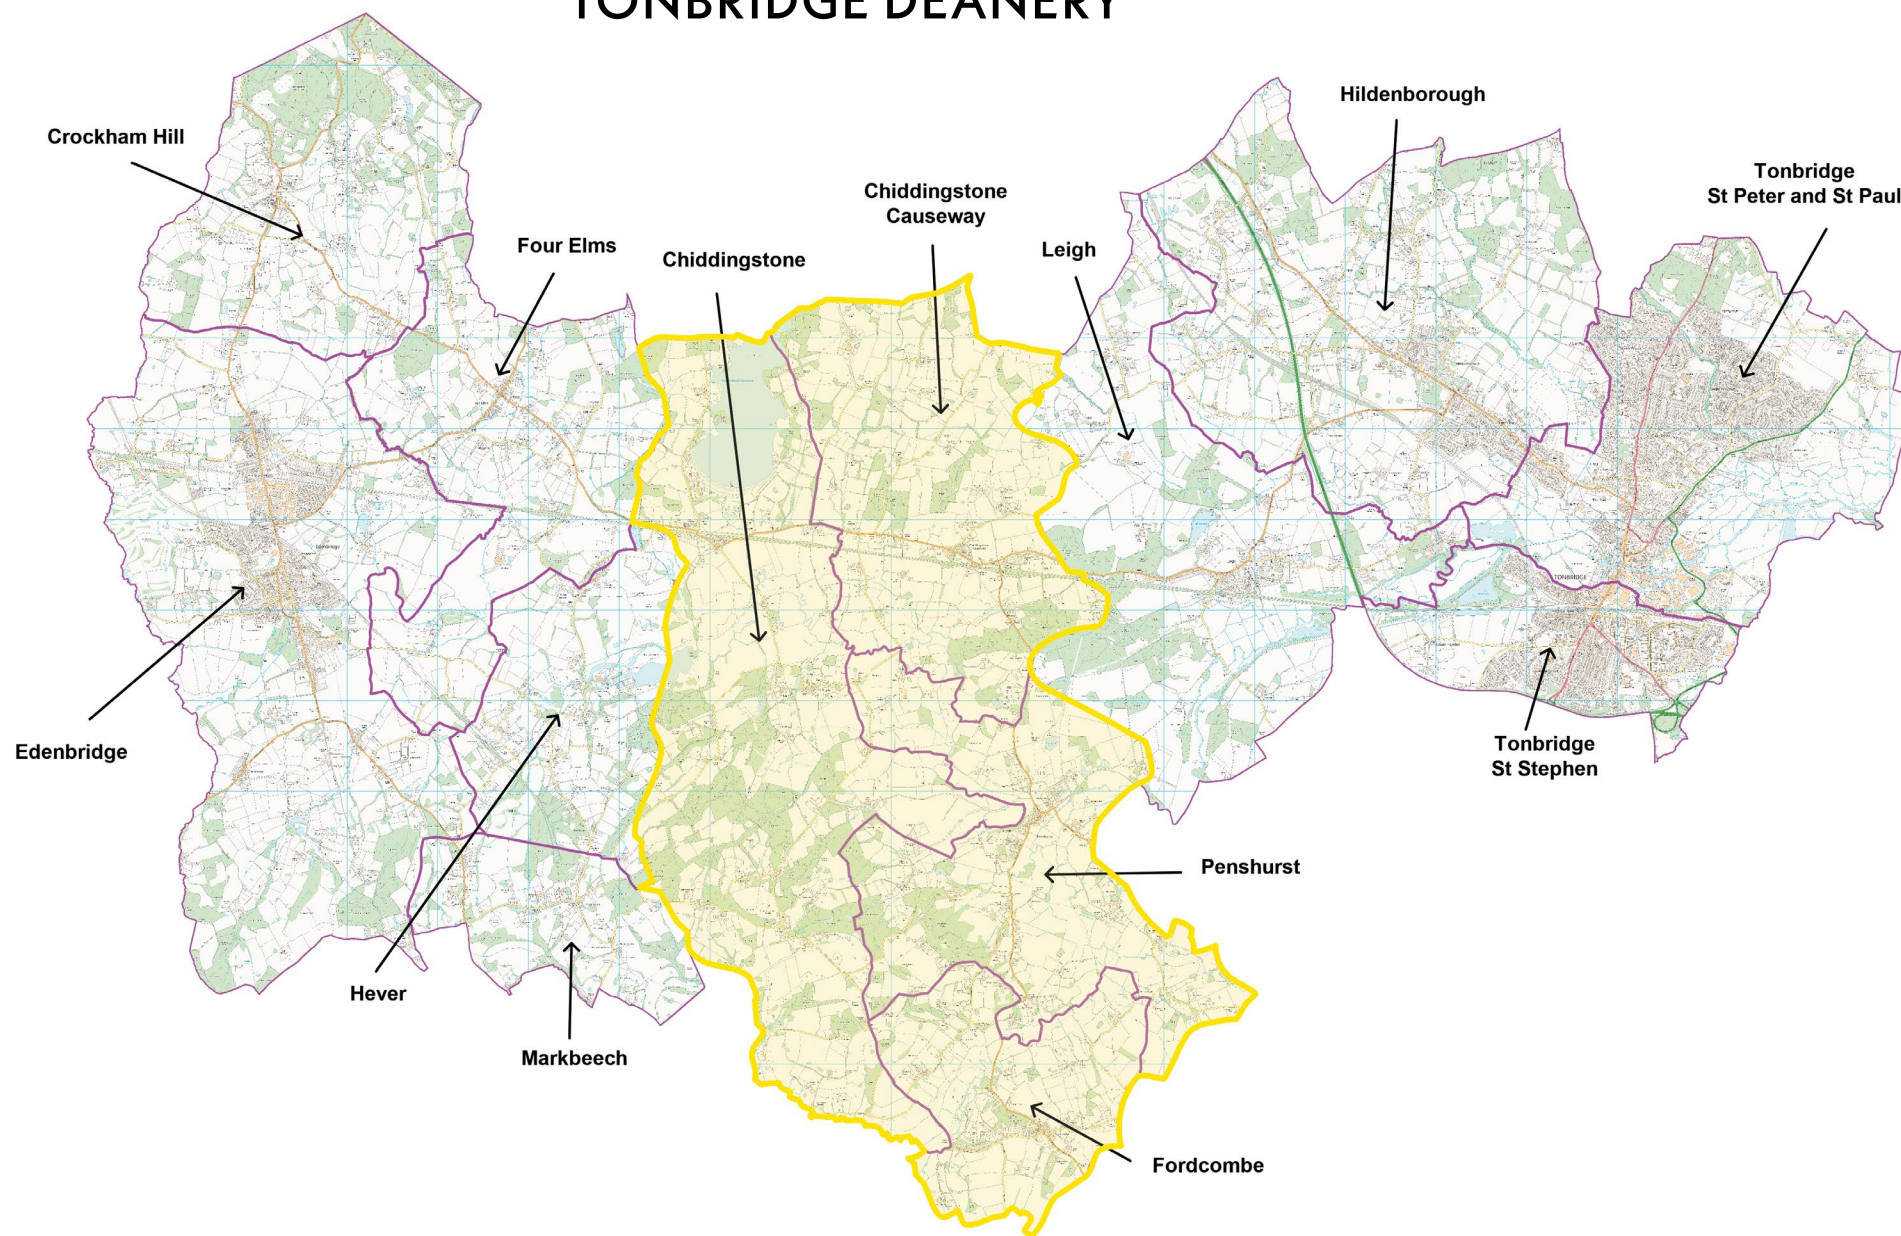 TONBRIDGE DEANERY
Hildenborough
Crockham Hill
Tonbridge
St Peter and St Paul
Chiddingstone
Causeway
Four Elms
Leigh
Chiddingstone
TONBRIDGE
Edenbridge
Tonbridge
St Stephen
Penshurst
Hever
Markbeech
Fordcombe